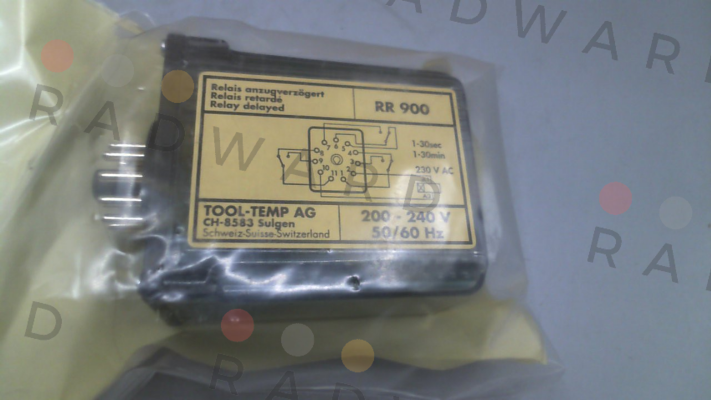 Relais anzugverzögert
Relais retardé
Relay delayed
RR 900
1-30sec
1-30min
230 V AC
TOOL-TEMP AG
CH-8583 Sulgen
Schweiz-Suisse-Switzerland
200 - 240 V
50/60 Hz
RADWARD